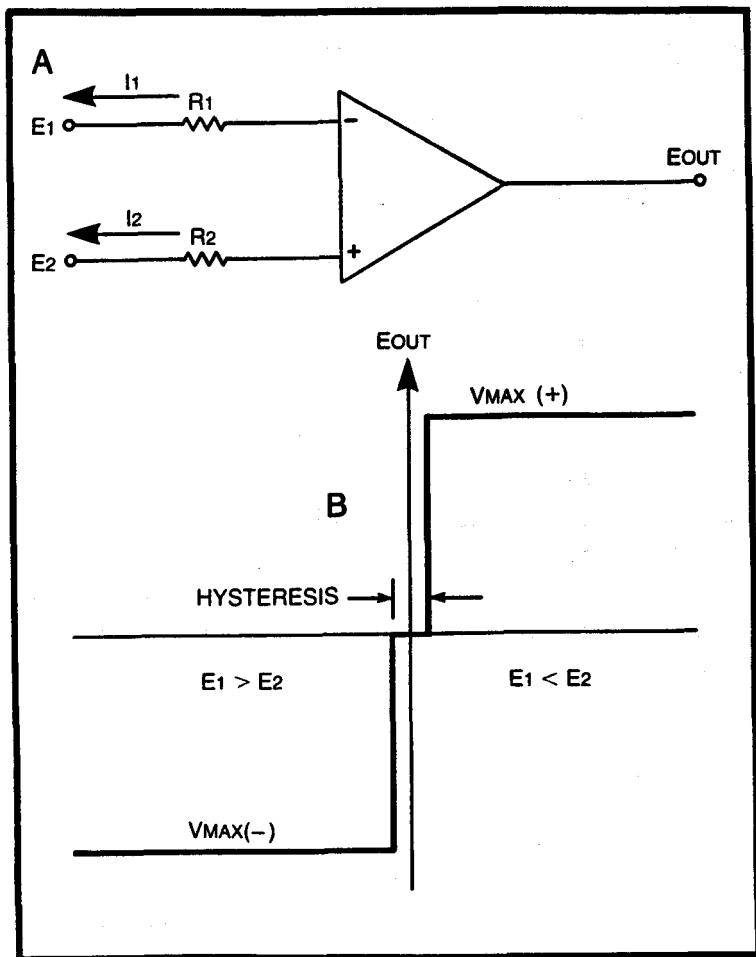 A
I1
R1
E1
-
EOUT
I2
R2
E2
+
EOUT
VMAX (+)
B
HYSTERESIS
E1 > E2
E1 < E2
VMAX(-)